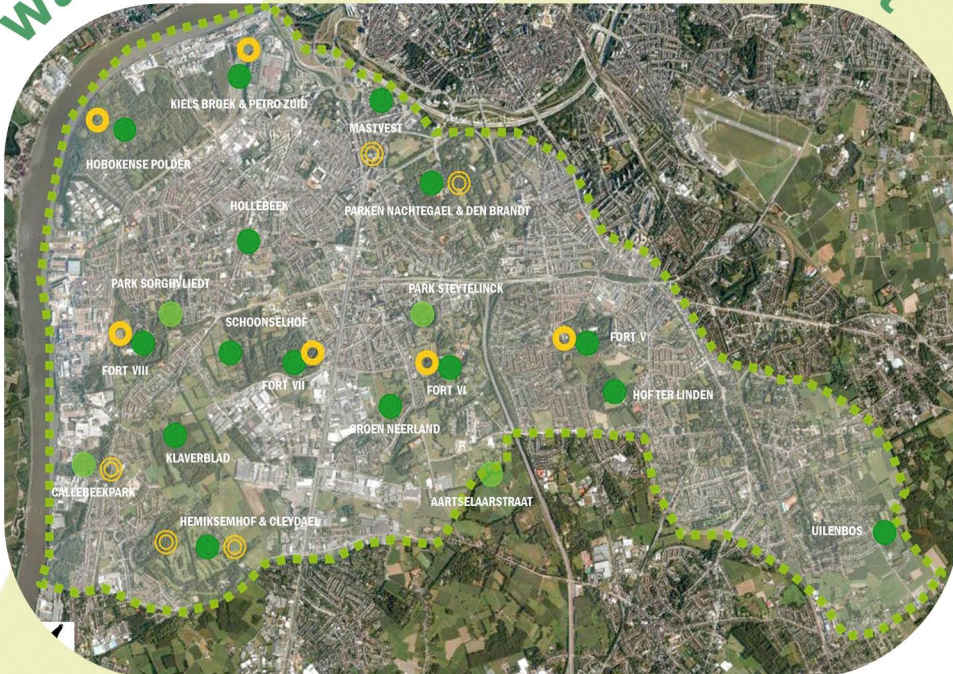 wa
t
KIELS BROEK & PETRO ZUID
MASTVEST
HOBOKENSE POLDER
HOLLEBEEK
PARKEN NACHTEGAEL & DEN BRANDT
PARK SORGHVLIEDT
PARK STEYTELINCK
SCHOONSELHOF
FORT V
FORT VIII
FORT VII
FORT VI
HOF TER LINDEN
GROEN NEERLAND
KLAVERBLAD
CALLEBEEKPARK
AARTSELAARSTRAAT
HEMIKSEMHOF & CLEYDAEL
UILENBOS